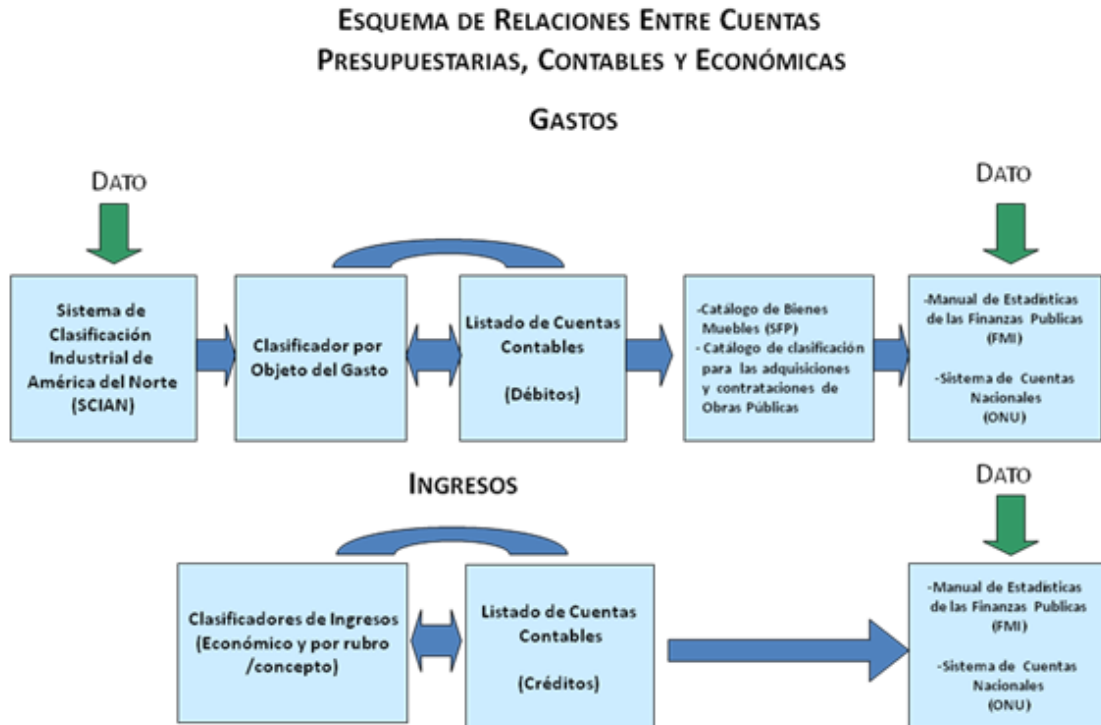 ESQUEMA DE RELACIONES ENTRE CUENTAS
PRESUPUESTARIAS, CONTABLES Y ECONÓMICAS
GASTOS
DATO
DATO
Sistema de
Clasificación
Industrial de
América del Norte
(SCIAN)
Clasificador por
Objeto del Gasto
Listado de Cuentas
Contables
(Débitos)
-Catálogo de Bienes
Muebles (SFP)
- Catálogo de clasificación
para las adquisiciones
y contrataciones de
Obras Públicas
-Manual de Estadísticas
de las Finanzas Publicas
(FMI)
-Sistema de Cuentas
Nacionales
(ONU)
INGRESOS
DATO
Clasificadores de Ingresos
(Económico y por rubro
/concepto)
Listado de Cuentas
Contables
(Créditos)
-Manual de Estadísticas
de las Finanzas Publicas
(FMI)
-Sistema de Cuentas
Nacionales
(ONU)